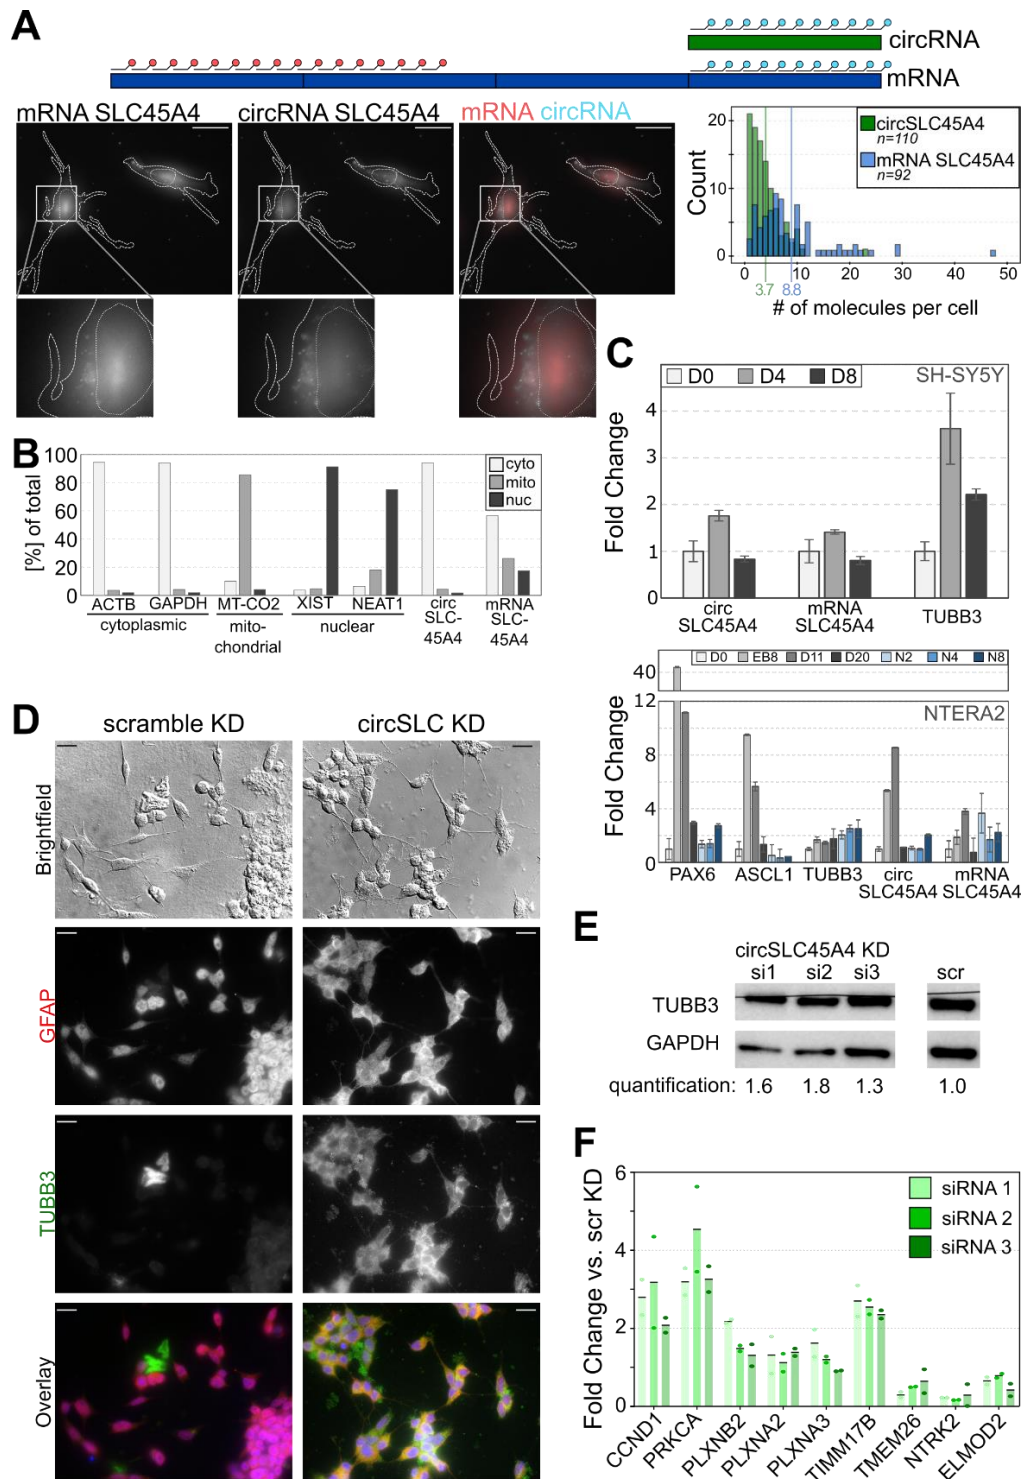 A
circRNA
mRNA
mRNA SLC45A4
circRNA SLC45A4
mRNA circRNA
Count
20
10
0
circSLC45A4
n=110
mRNA SLC45A4
n=92
0
10
20
30
40
50
3.7
8.8
# of molecules per cell
B
[%] of total
100
80
60
40
20
0
cyto
mito
nuc
ACTB
GAPDH
MT-CO2
XIST
NEAT1
circ
SLC-
45A4
mRNA
SLC-
45A4
cytoplasmic
mito-
chondrial
nuclear
C
Fold Change
D0
D4
D8
SH-SY5Y
4
3
2
1
0
circ
SLC45A4
mRNA
SLC45A4
TUBB3
Fold Change
D0
EB8
D11
D20
N2
N4
N8
40
12
8
4
0
NTERA2
PAX6
ASCL1
TUBB3
circ
SLC45A4
mRNA
SLC45A4
D
scramble KD
circSLC KD
Brightfield
GFAP
TUBB3
Overlay
E
circSLC45A4 KD
si1
si2
si3
scr
TUBB3
GAPDH
quantification:
1.6
1.8
1.3
1.0
F
Fold Change vs. scr KD
6
4
2
0
siRNA 1
siRNA 2
siRNA 3
CCND1
PRKCA
PLXNB2
PLXNA2
PLXNA3
TIMM17B
TMEM26
NTRK2
ELMOD2